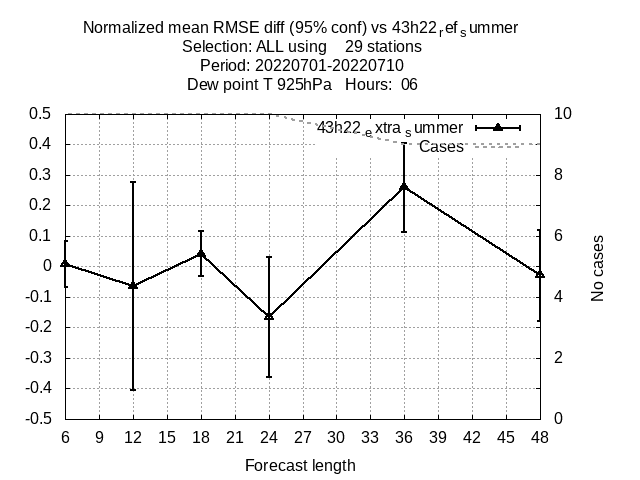 Normalized mean RMSE diff (95% conf) vs 43h22_ref_summer
Selection: ALL using 29 stations
Period: 20220701-20220710
Dew point T 925hPa Hours: 06
43h22_extra_summer
Cases
0.5
0.4
0.3
0.2
0.1
0
-0.1
-0.2
-0.3
-0.4
-0.5
10
8
6
4
2
0
No cases
6 9 12 15 18 21 24 27 30 33 36 39 42 45 48
Forecast length